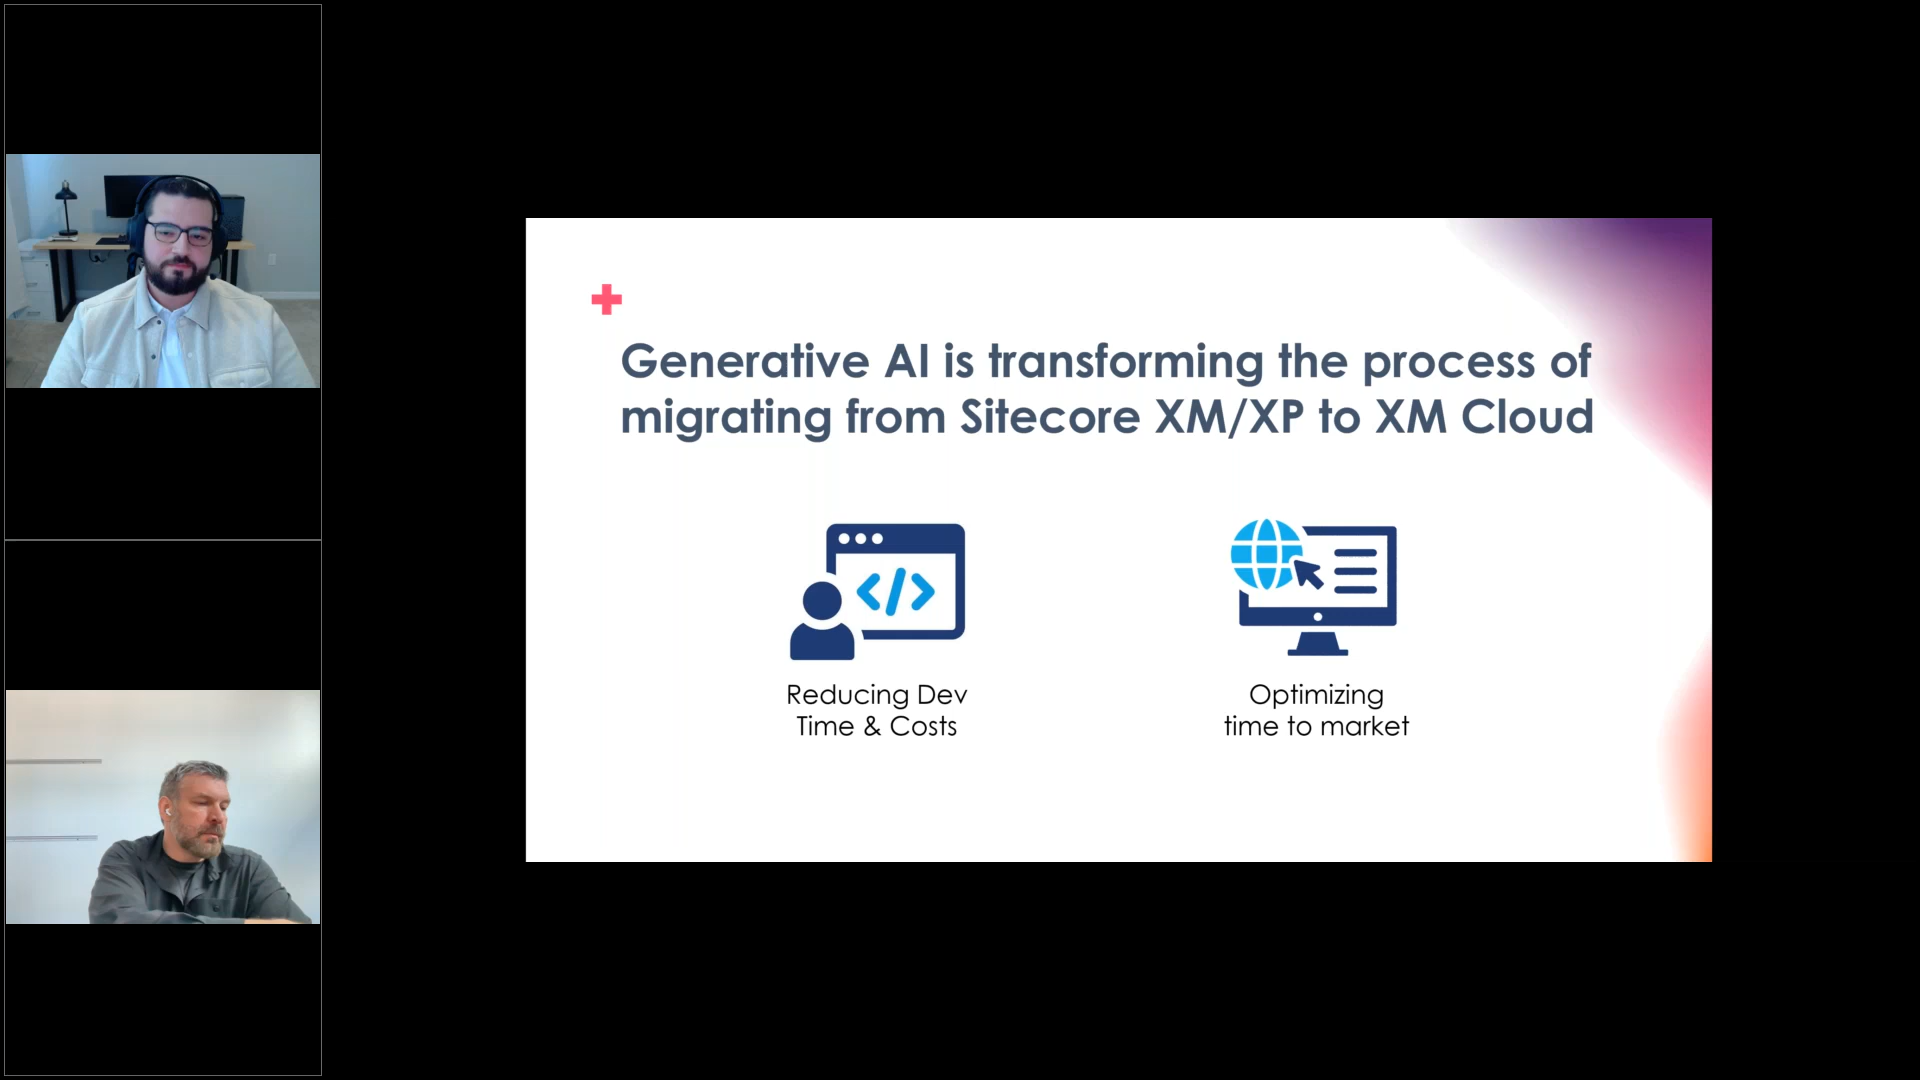 Generative AI is transforming the process of
migrating from Sitecore XM/XP to XM Cloud
Reducing Dev
Time & Costs
Optimizing
time to market